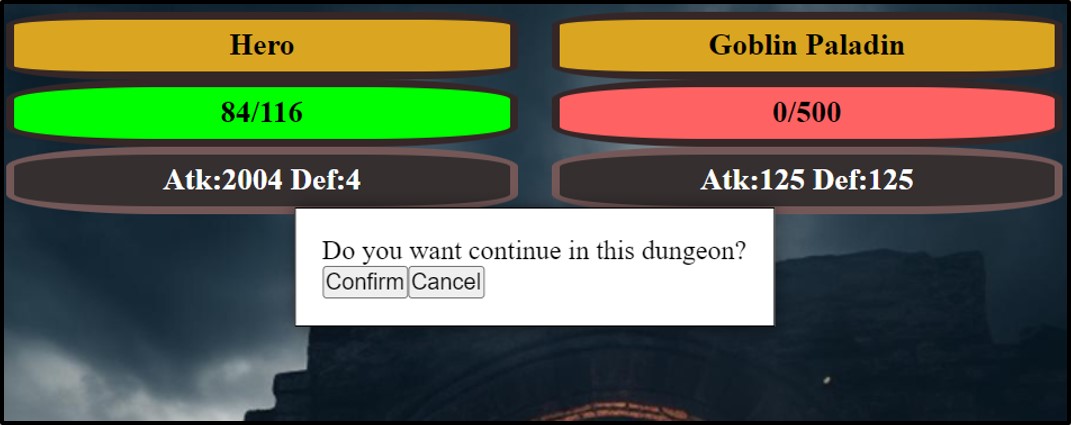 Hero
Goblin Paladin
84/116
0/500
Atk:2004 Def:4
Atk:125 Def:125
Do you want continue in this dungeon?
Confirm Cancel